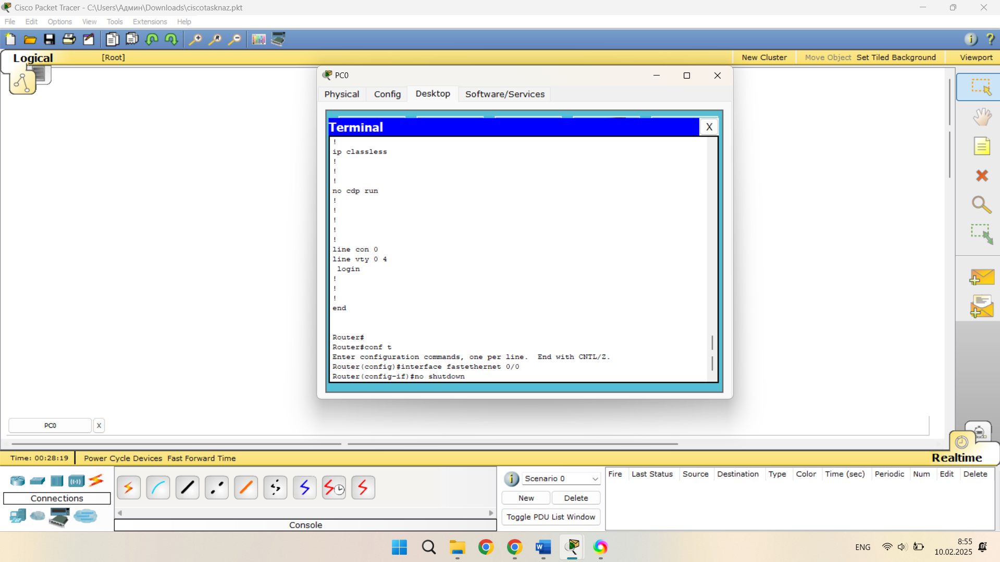 Cisco Packet Tracer - C:\Users\Админ\Downloads\ciscotasknaz.pkt
File Edit Options View Tools Extensions Help
Logical [Root] New Cluster Move Object Set Tiled Background Viewport
PC0
Physical Config Desktop Software/Services
Terminal X
!
ip classless
!
!
!
no cdp run
!
!
!
!
!
line con 0
line vty 0 4
login
!
!
!
end
Router#
Router#conf t
Enter configuration commands, one per line.  End with CNTL/Z.
Router(config)#interface fastethernet 0/0
Router(config-if)#no shutdown
PC0 X
Time: 00:28:19 Power Cycle Devices Fast Forward Time
Realtime
Connections
Console
Scenario 0
New Delete
Toggle PDU List Window
Fire Last Status Source Destination Type Color Time (sec) Periodic Num Edit Delete
ENG
8:55
10.02.2025